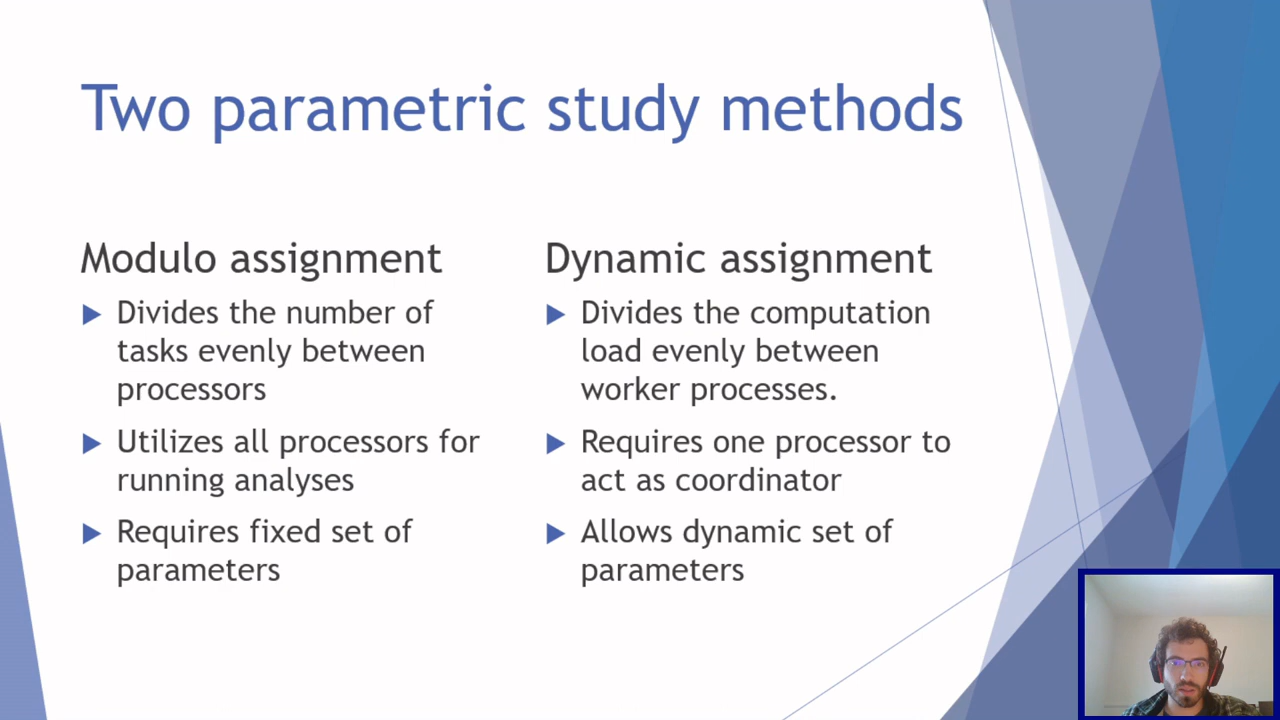 Two parametric study methods
Modulo assignment
Divides the number of
tasks evenly between
processors
Utilizes all processors for
running analyses
Requires fixed set of
parameters
Dynamic assignment
Divides the computation
load evenly between
worker processes.
Requires one processor to
act as coordinator
Allows dynamic set of
parameters